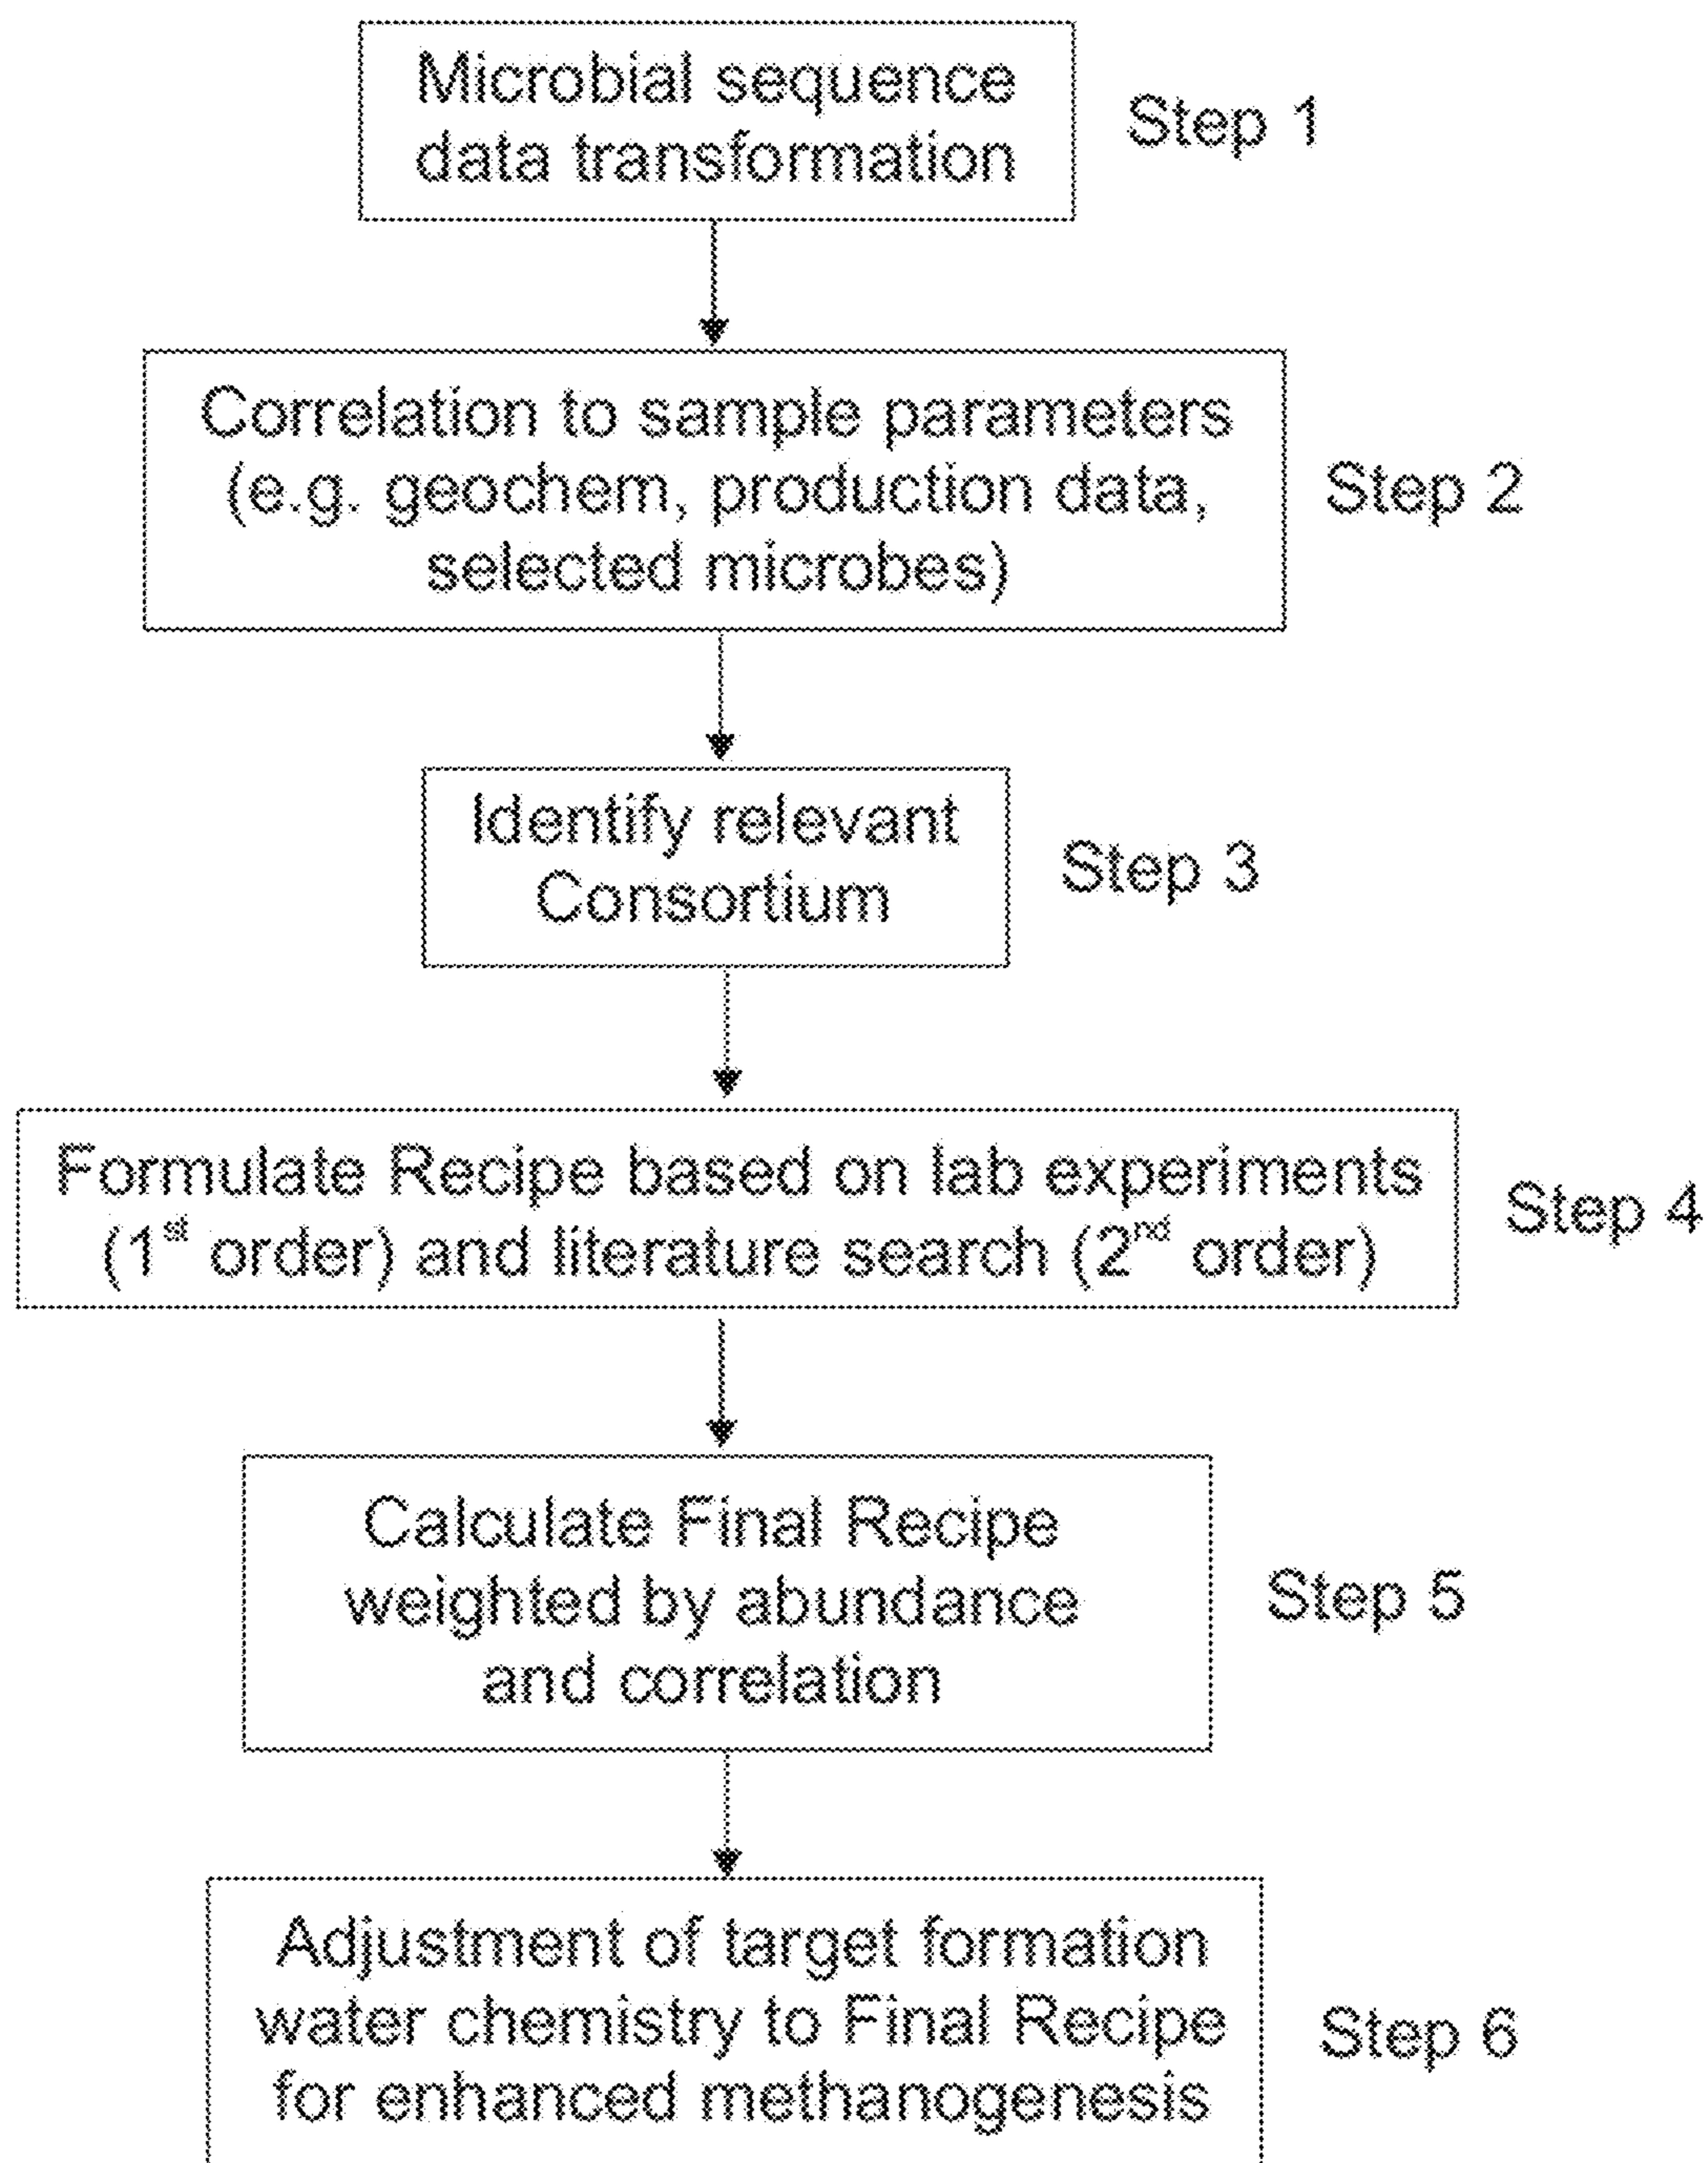 Microbial sequence
data transformation
Step 1
Correlation to sample parameters
(e.g. geochem, production data,
selected microbes)
Step 2
Identify relevant
Consortium
Step 3
Formulate Recipe based on lab experiments
(1st order) and literature search (2nd order)
Step 4
Calculate Final Recipe
weighted by abundance
and correlation
Step 5
Adjustment of target formation
water chemistry to Final Recipe
for enhanced methanogenesis
Step 6